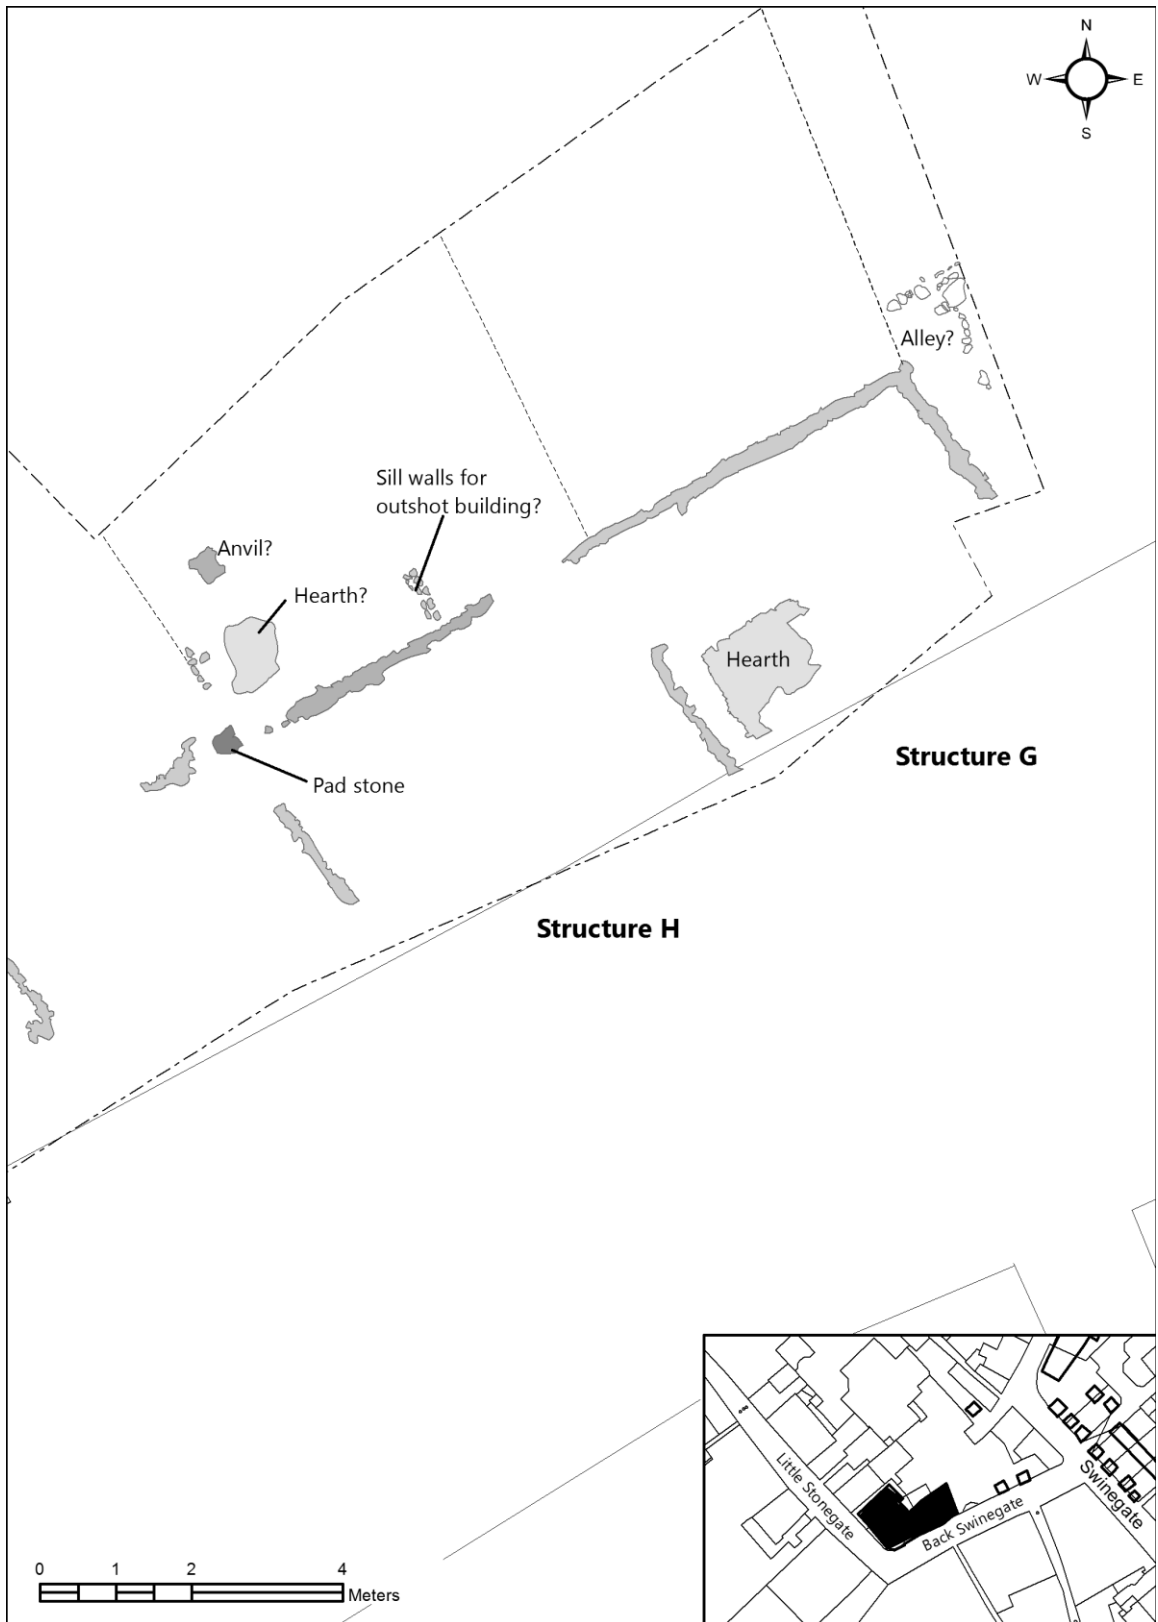 N
W E
S
Alley?
Sill walls for
outshot building?
Anvil?
Hearth?
Hearth
Structure G
Pad stone
Structure H
Little Stonegate
Back Swinegate
Swinegate
0 1 2 4
Meters